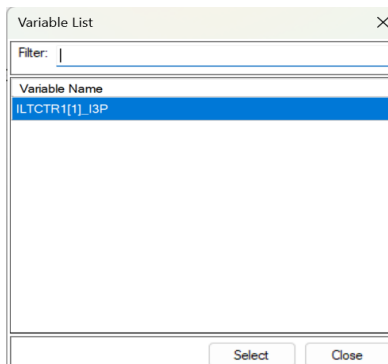 Variable List
Filter:
Variable Name
ILTCTR1[1]_I3P
Select Close